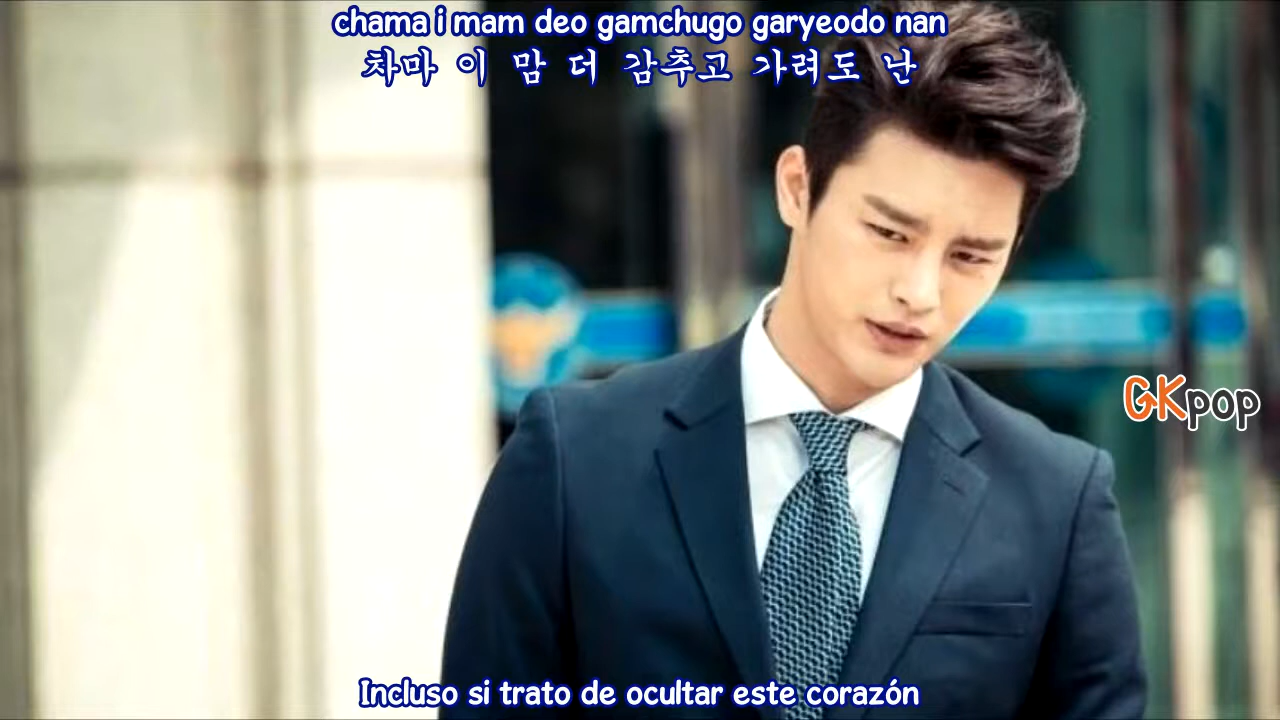 chama i mam deo gamchugo garyeodo nan
차마 이 맘 더 감추고 가려도 난
GKpop
Incluso si trato de ocultar este corazón